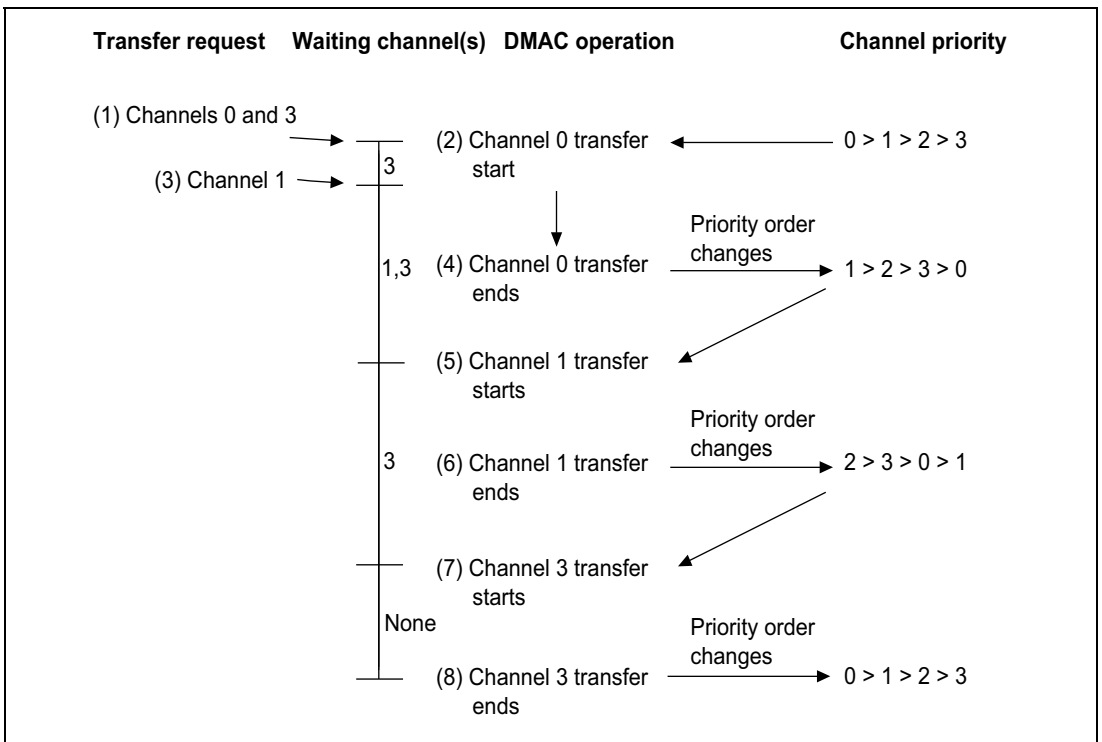 Transfer request Waiting channel(s) DMAC operation Channel priority
(1) Channels 0 and 3
(2) Channel 0 transfer
start
0 > 1 > 2 > 3
3
(3) Channel 1
Priority order
changes
1,3
(4) Channel 0 transfer
ends
1 > 2 > 3 > 0
(5) Channel 1 transfer
starts
Priority order
changes
3
(6) Channel 1 transfer
ends
2 > 3 > 0 > 1
(7) Channel 3 transfer
starts
None
Priority order
changes
(8) Channel 3 transfer
ends
0 > 1 > 2 > 3